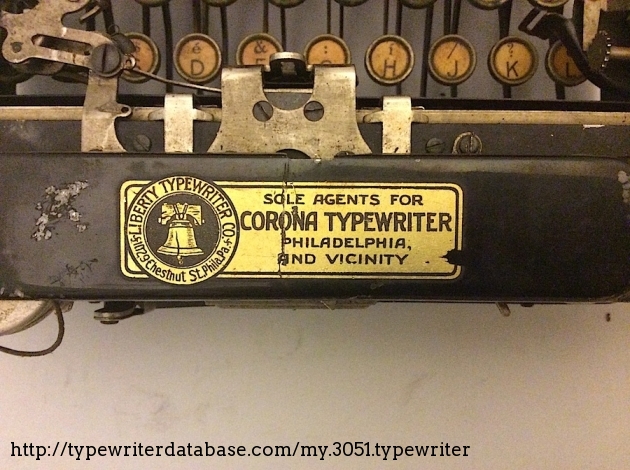 D F G H J K L
LIBERTY TYPEWRITER CO.
Chestnut St. Phila. Pa.
SOLE AGENTS FOR
CORONA TYPEWRITER
PHILADELPHIA,
AND VICINITY
http://typewriterdatabase.com/my.3051.typewriter